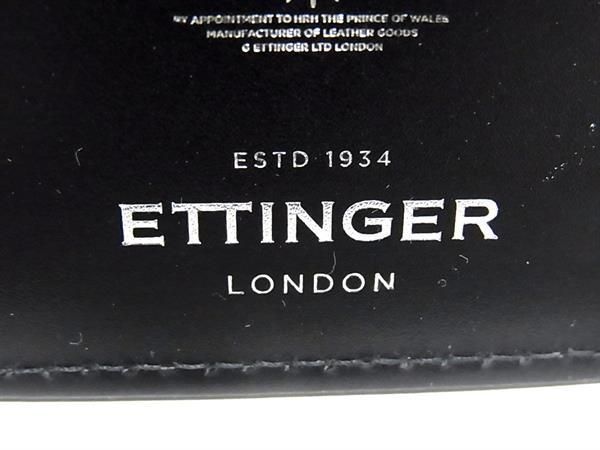 BY APPOINTMENT TO HRH THE PRINCE OF WALES
MANUFACTURER OF LEATHER GOODS
G ETTINGER LTD LONDON
ESTD 1934
ETTINGER
LONDON